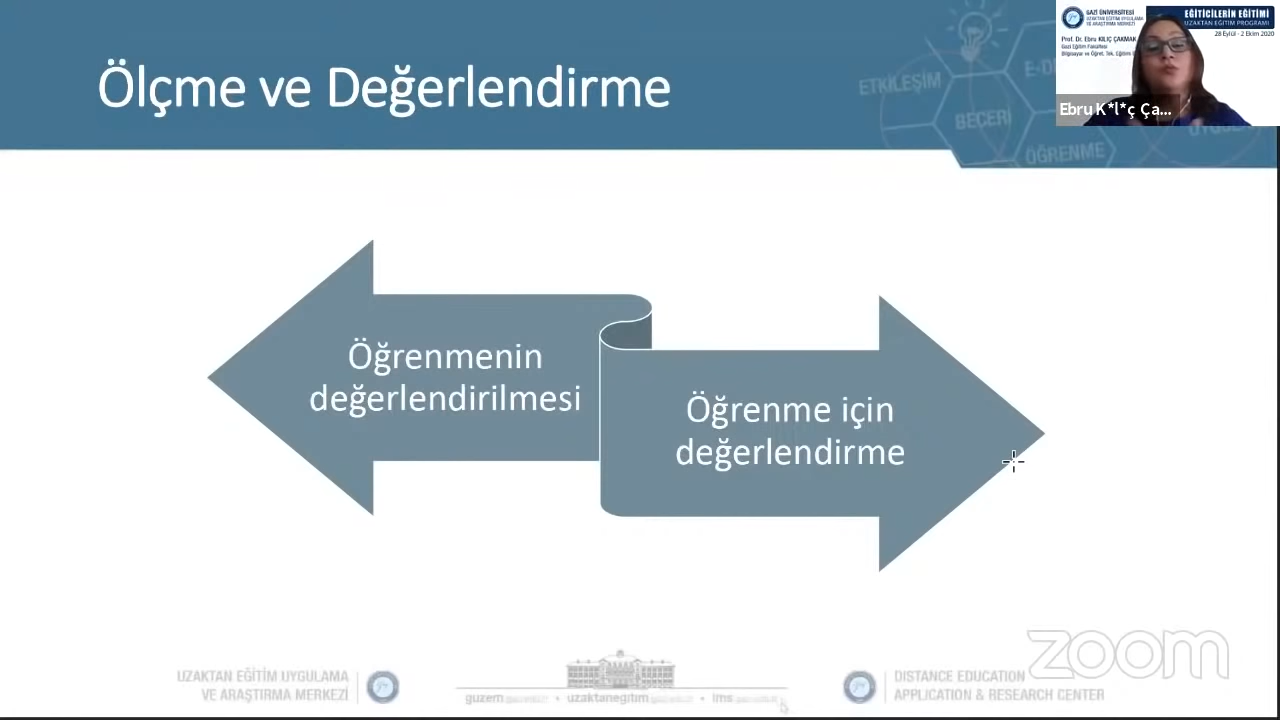 Ölçme ve Değerlendirme
ETKİLEŞİM
BECERİ
ÖĞRENME
GAZİ ÜNİVERSİTESİ
UZAKTAN EĞİTİM UYGULAMA
VE ARAŞTIRMA MERKEZİ
EĞİTİCİLERİN EĞİTİMİ
UZAKTAN EĞİTİM PROGRAMI
28 Eylül - 2 Ekim 2020
Prof. Dr. Ebru KILIÇ ÇAKMAK
Gazi Eğitim Fakültesi
Bilgisayar ve Öğret. Tek. Eğitim
Ebru K*l*ç Ça...
Öğrenmenin
değerlendirilmesi
Öğrenme için
değerlendirme
zoom
UZAKTAN EĞİTİM UYGULAMA
VE ARAŞTIRMA MERKEZİ
guzem • uzaktanegitim • lms
DISTANCE EDUCATION
APPLICATION & RESEARCH CENTER